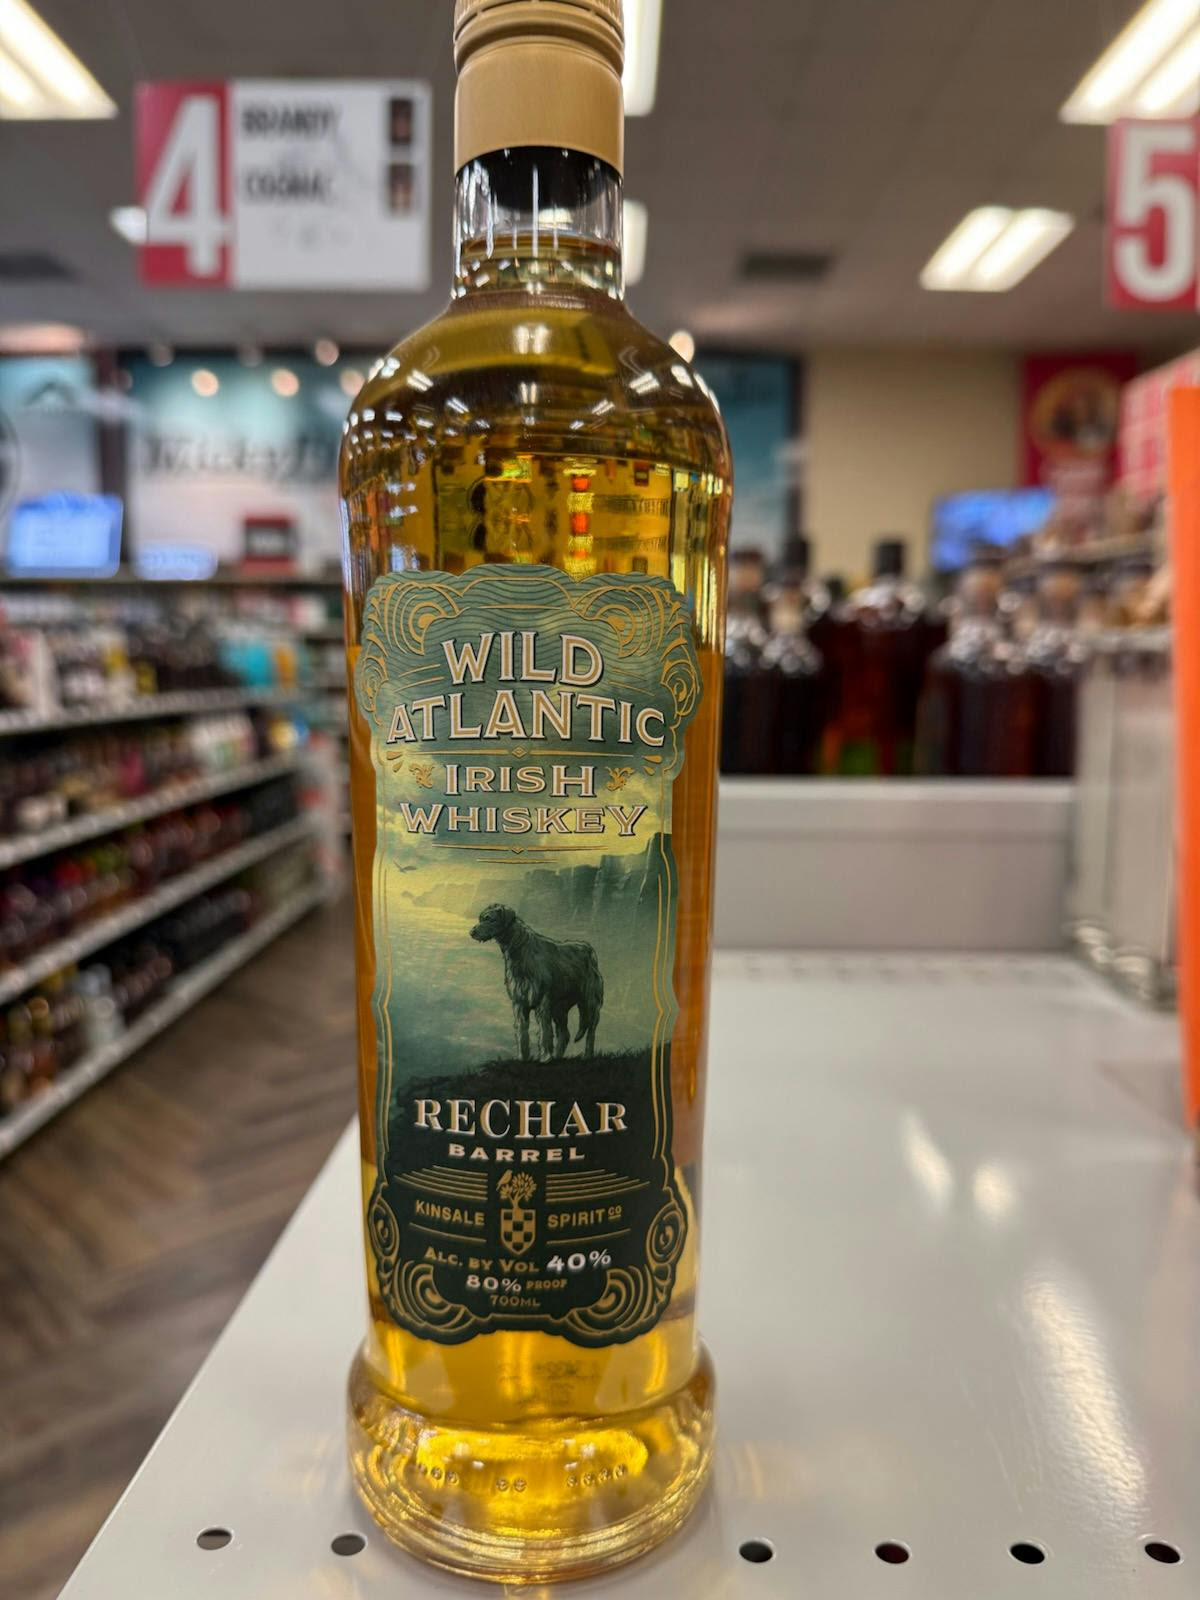 4
BRANDY
COGNAC
5
WILD
ATLANTIC
IRISH
WHISKEY
RECHAR
BARREL
KINSALE SPIRIT CO
ALC. BY VOL 40%
80% PROOF
700ML